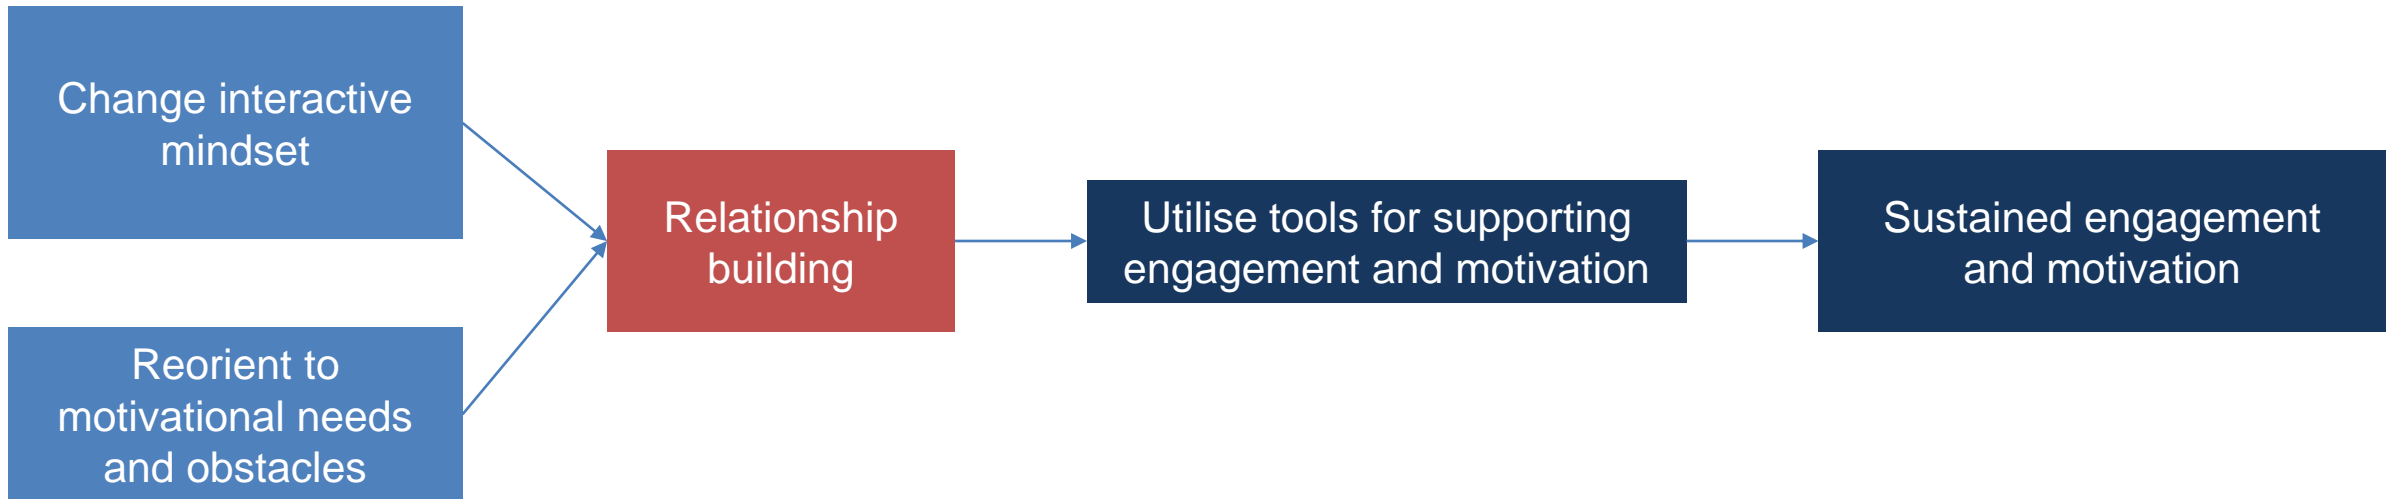 Change interactive
mindset
Reorient to
motivational needs
and obstacles
Relationship
building
Utilise tools for supporting
engagement and motivation
Sustained engagement
and motivation